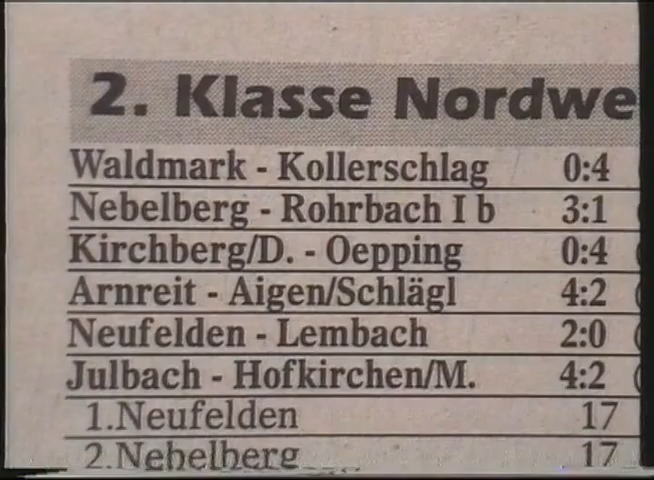 2. Klasse Nordwe
Waldmark - Kollerschlag 0:4
Nebelberg - Rohrbach I b 3:1
Kirchberg/D. - Oepping 0:4
Arnreit - Aigen/Schlägl 4:2
Neufelden - Lembach 2:0
Julbach - Hofkirchen/M. 4:2
1.Neufelden 17
2.Nebelberg 17